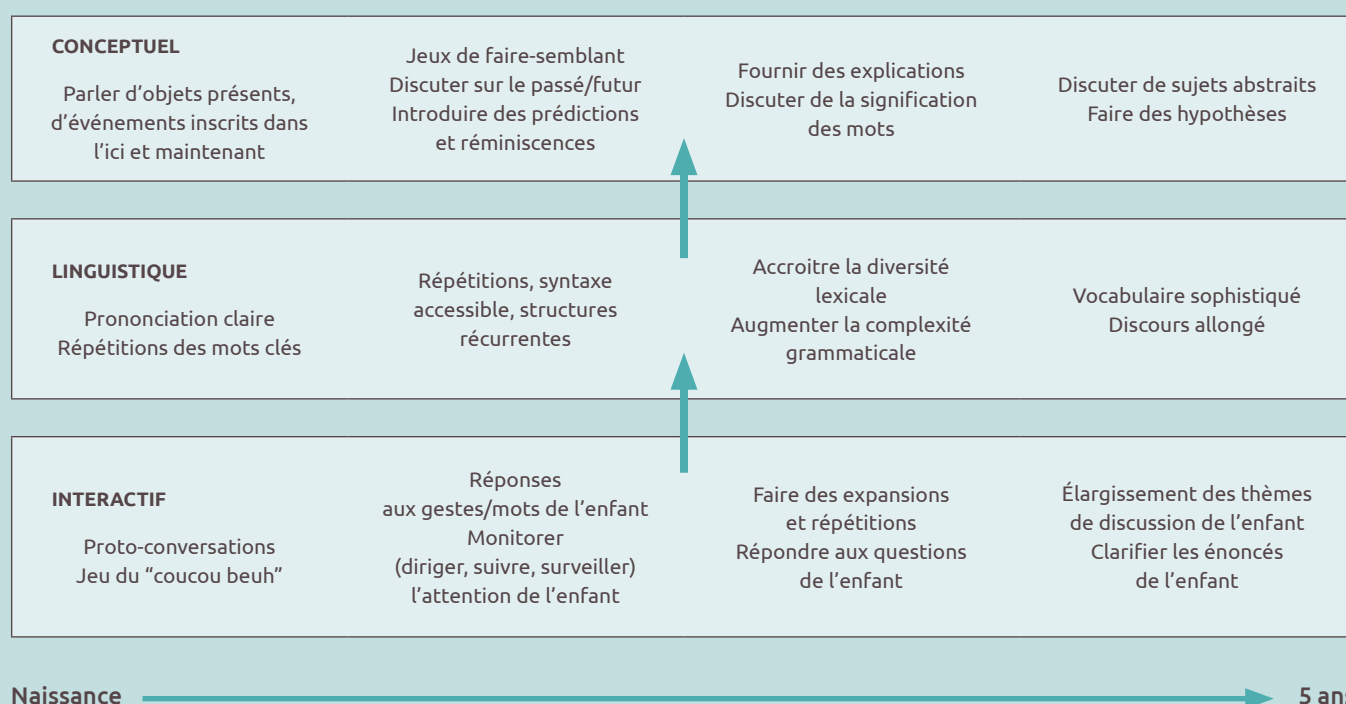 CONCEPTUEL
Parler d'objets présents,
d'événements inscrits dans
l'ici et maintenant
Jeux de faire-semblant
Discuter sur le passé/futur
Introduire des prédictions
et réminiscences
Fournir des explications
Discuter de la signification
des mots
Discuter de sujets abstraits
Faire des hypothèses
LINGUISTIQUE
Prononciation claire
Répétitions des mots clés
Répétitions, syntaxe
accessible, structures
récurrentes
Accroitre la diversité
lexicale
Augmenter la complexité
grammaticale
Vocabulaire sophistiqué
Discours allongé
INTERACTIF
Proto-conversations
Jeu du “coucou beuh”
Réponses
aux gestes/mots de l'enfant
Monitorer
(diriger, suivre, surveiller)
l'attention de l'enfant
Faire des expansions
et répétitions
Répondre aux questions
de l'enfant
Élargissement des thèmes
de discussion de l'enfant
Clarifier les énoncés
de l'enfant
Naissance
5 ans